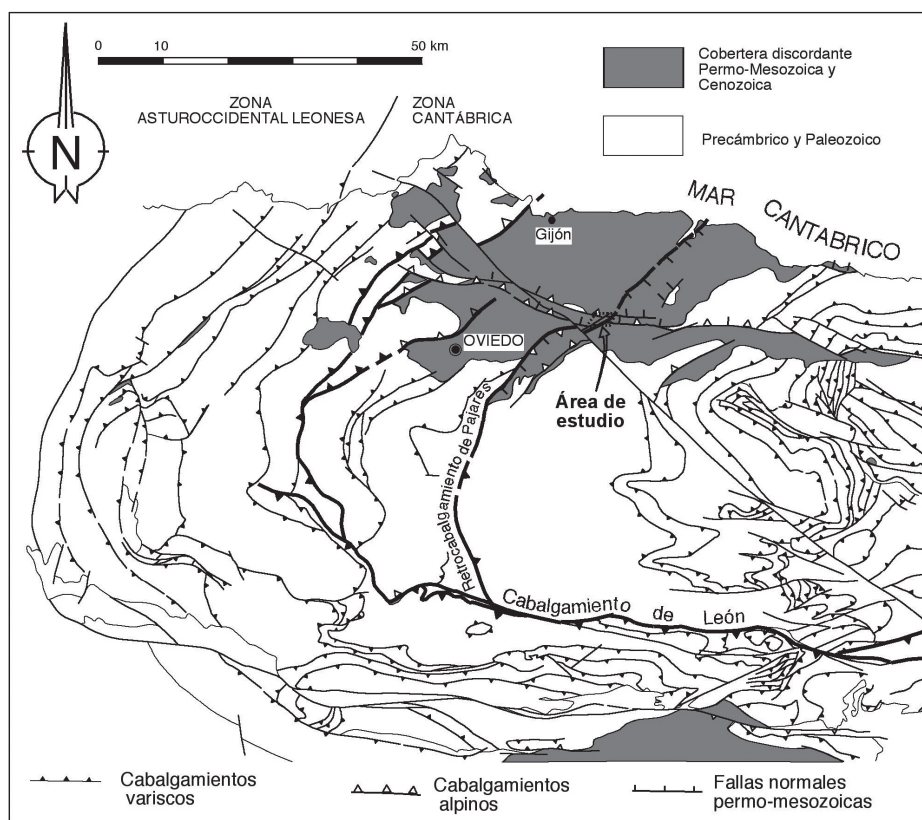 0 10 50 km
Cobertera discordante
Permo-Mesozoica y
Cenozoica
ZONA
ASTUROCCIDENTAL LEONESA
ZONA
CANTÁBRICA
N
Precámbrico y Paleozoico
MAR CANTABRICO
Gijón
OVIEDO
Área de
estudio
Retrocabalgamiento de Pajares
Cabalgamiento de León
Cabalgamientos
variscos
Cabalgamientos
alpinos
Fallas normales
permo-mesozoicas